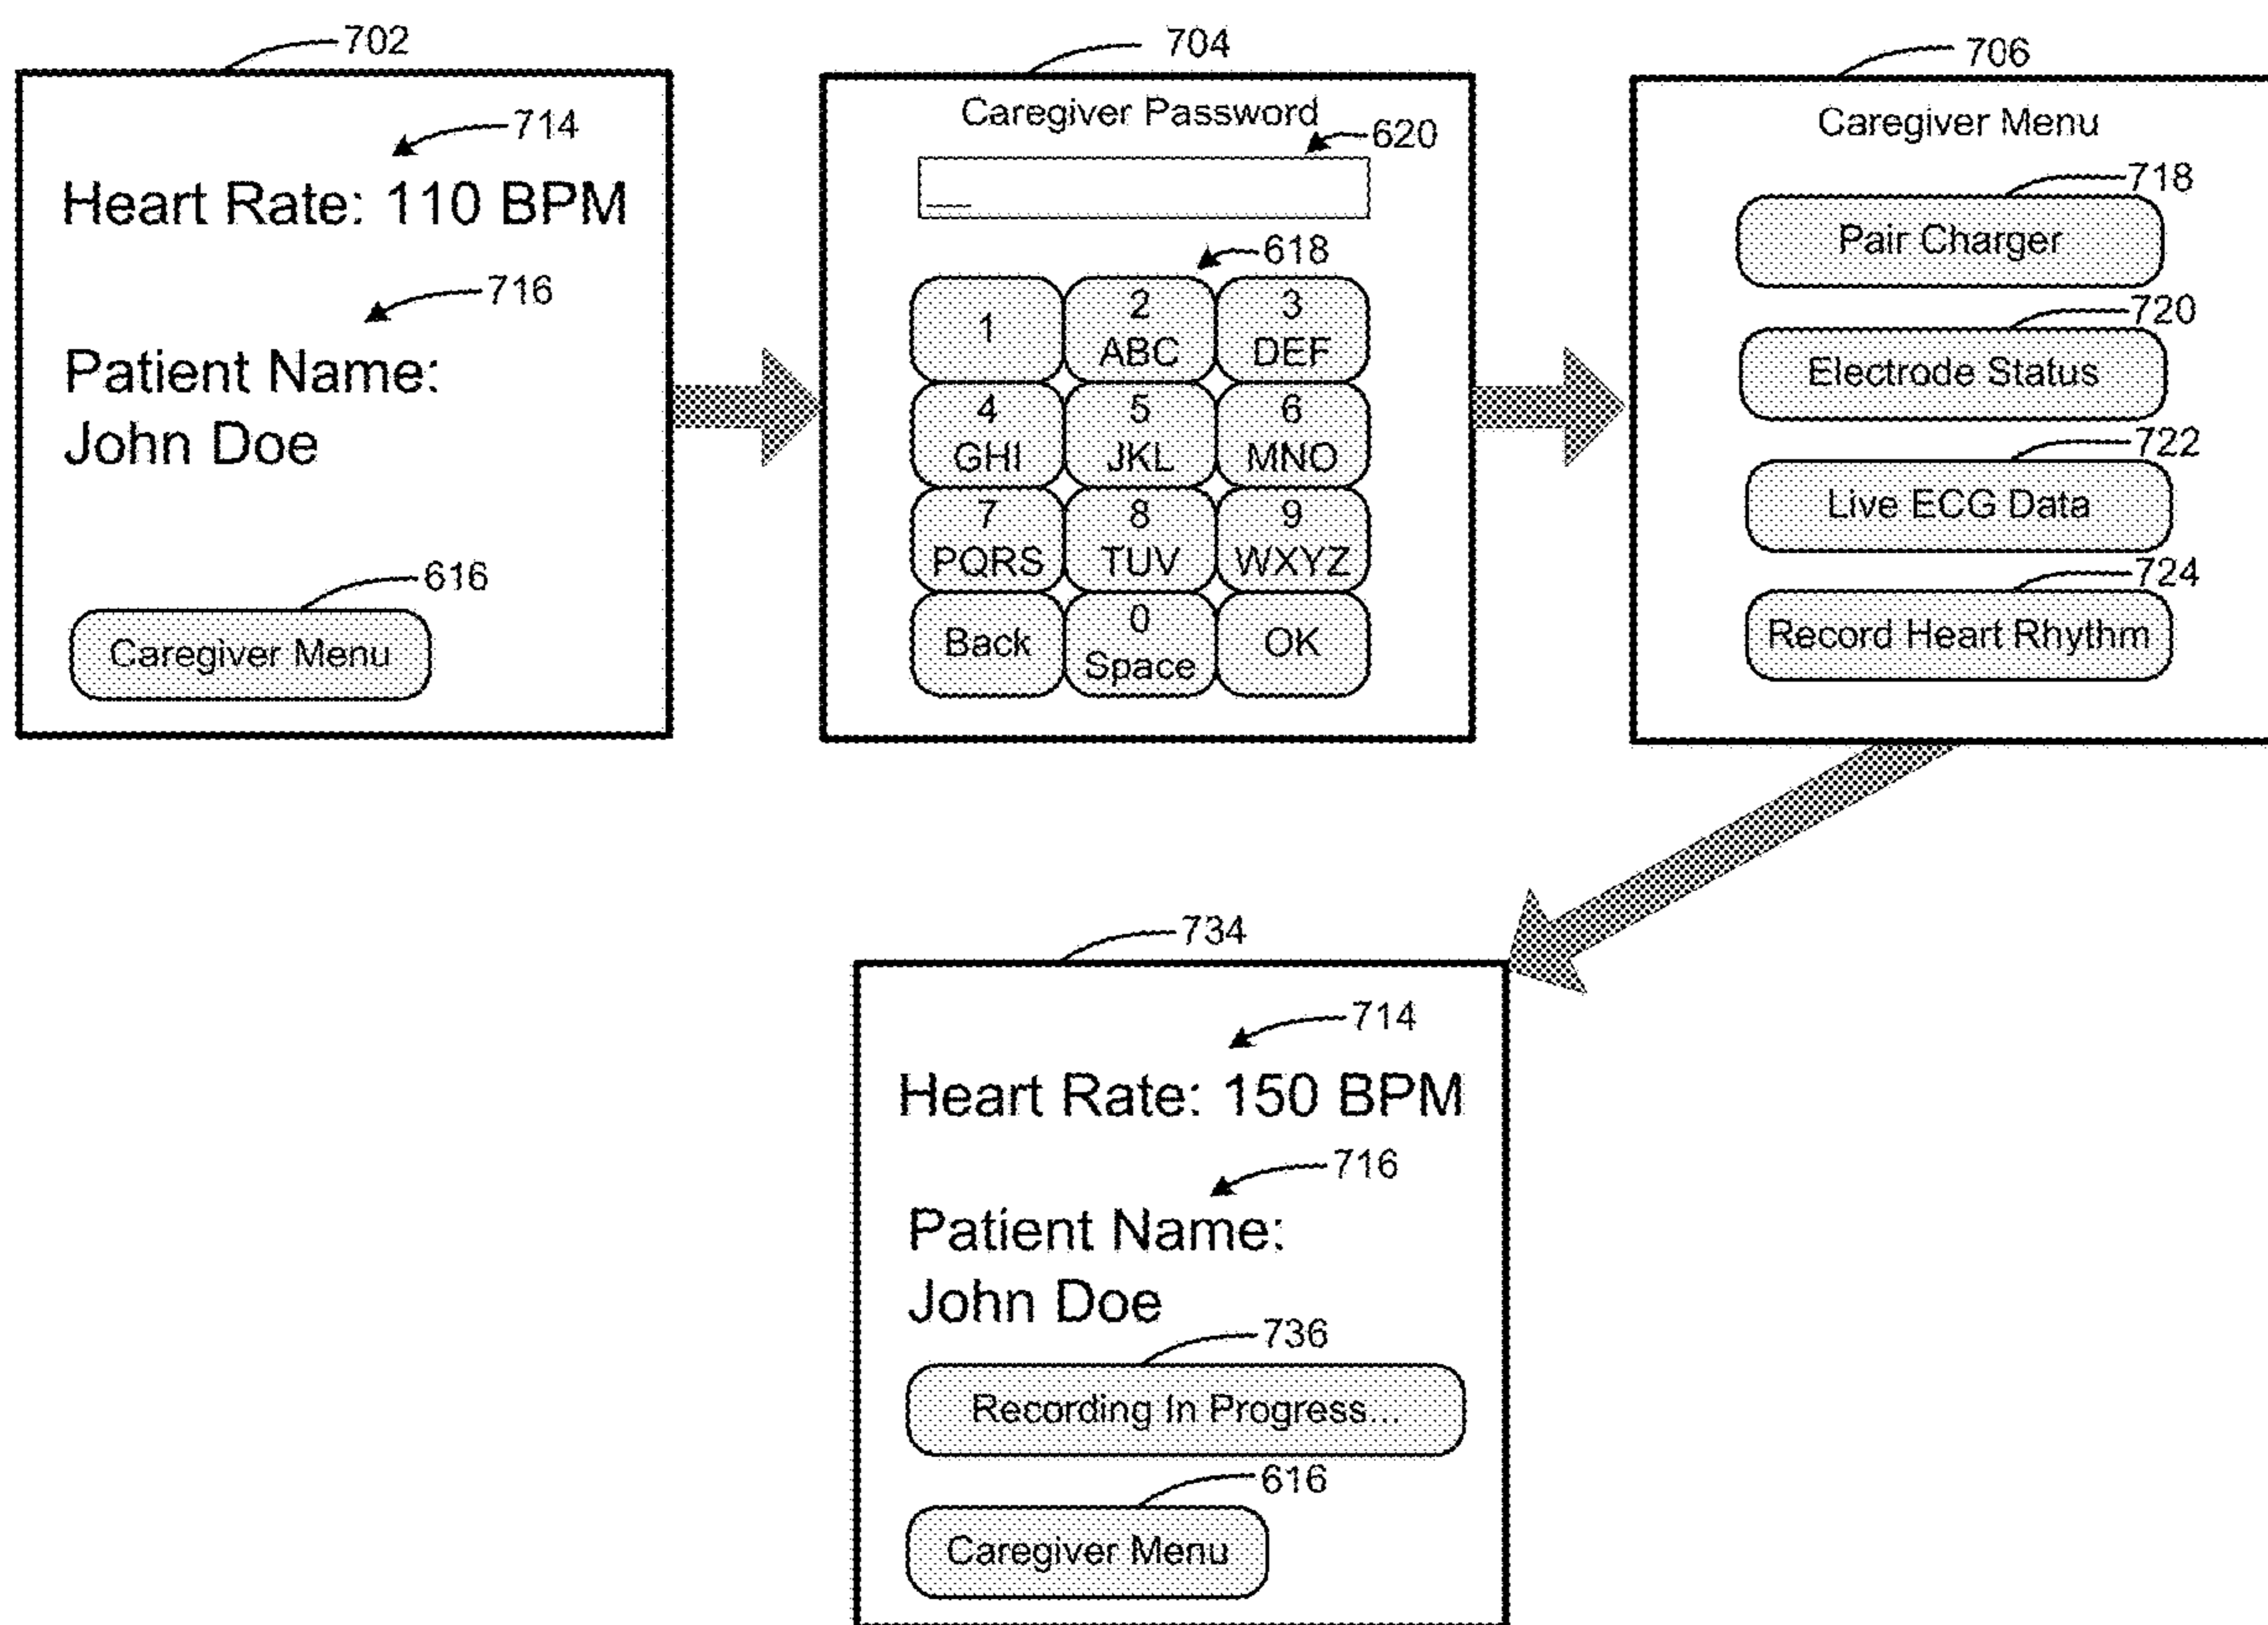 702
714
Heart Rate: 110 BPM
716
Patient Name:
John Doe
616
Caregiver Menu
704
Caregiver Password
620
__
618
1
2
ABC
3
DEF
4
GHI
5
JKL
6
MNO
7
PQRS
8
TUV
9
WXYZ
Back
0
Space
OK
706
Caregiver Menu
718
Pair Charger
720
Electrode Status
722
Live ECG Data
724
Record Heart Rhythm
734
714
Heart Rate: 150 BPM
716
Patient Name:
John Doe
736
Recording In Progress...
616
Caregiver Menu